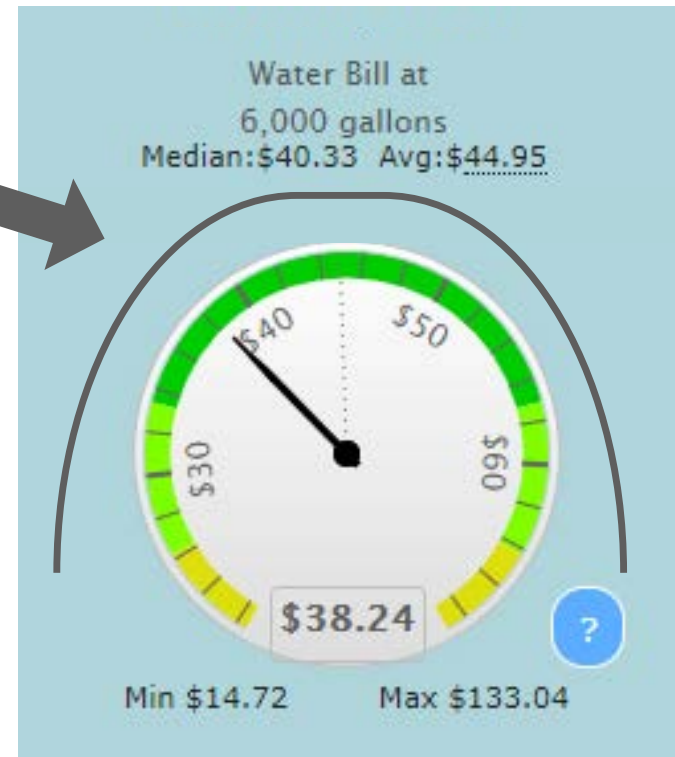 Water Bill at
6,000 gallons
Median:$40.33 Avg:$44.95
$40
$50
$30
$60
$38.24
?
Min $14.72 Max $133.04